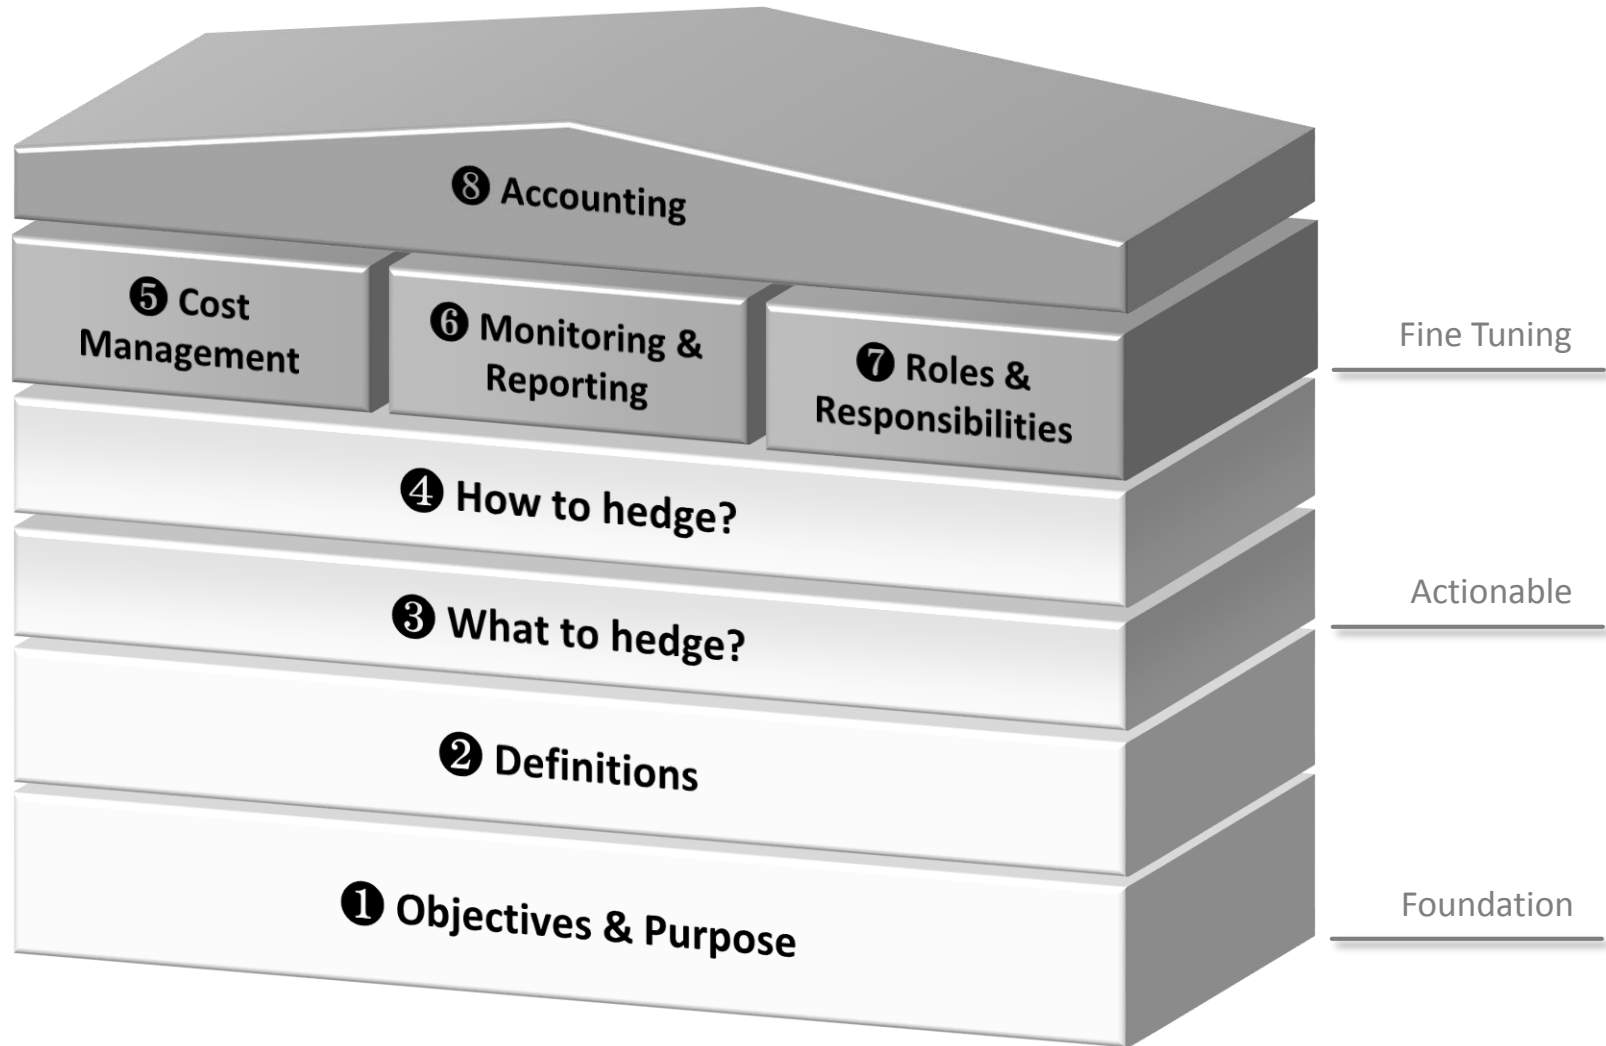 ❽ Accounting
❺ Cost
Management
❻ Monitoring &
Reporting
❼ Roles &
Responsibilities
Fine Tuning
❹ How to hedge?
❸ What to hedge?
Actionable
❷ Definitions
❶ Objectives & Purpose
Foundation